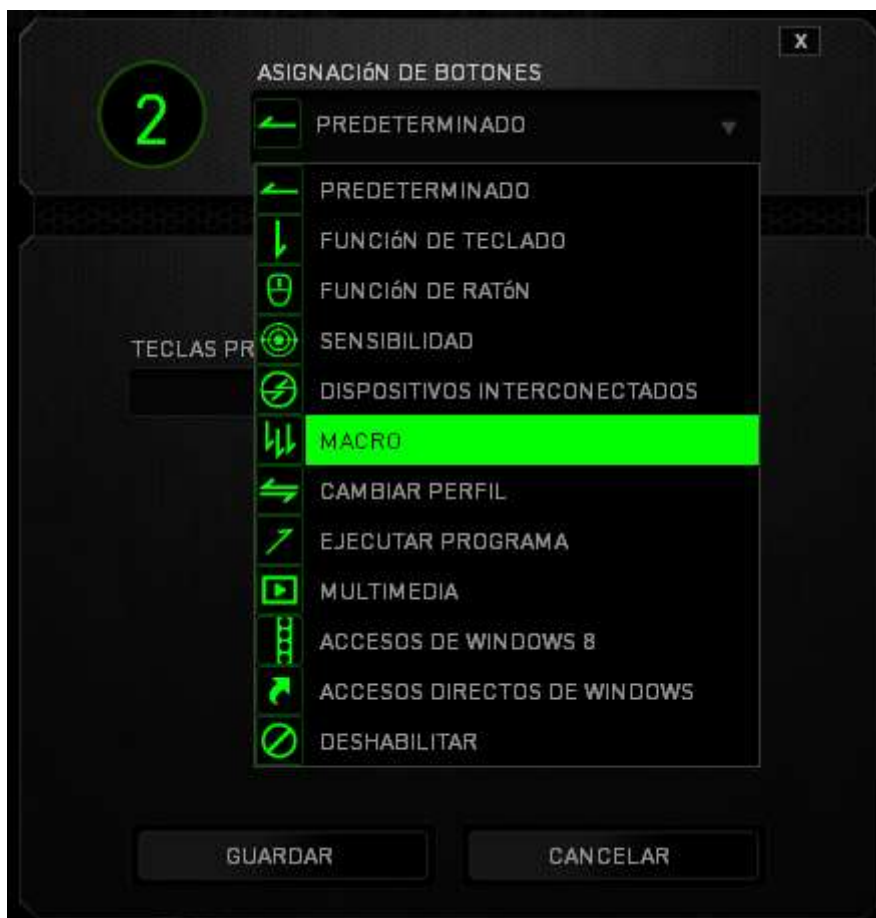 X
ASIGNACIóN DE BOTONES
2
PREDETERMINADO
PREDETERMINADO
FUNCIóN DE TECLADO
FUNCIóN DE RATóN
SENSIBILIDAD
TECLAS PR
DISPOSITIVOS INTERCONECTADOS
MACRO
CAMBIAR PERFIL
EJECUTAR PROGRAMA
MULTIMEDIA
ACCESOS DE WINDOWS 8
ACCESOS DIRECTOS DE WINDOWS
DESHABILITAR
GUARDAR
CANCELAR